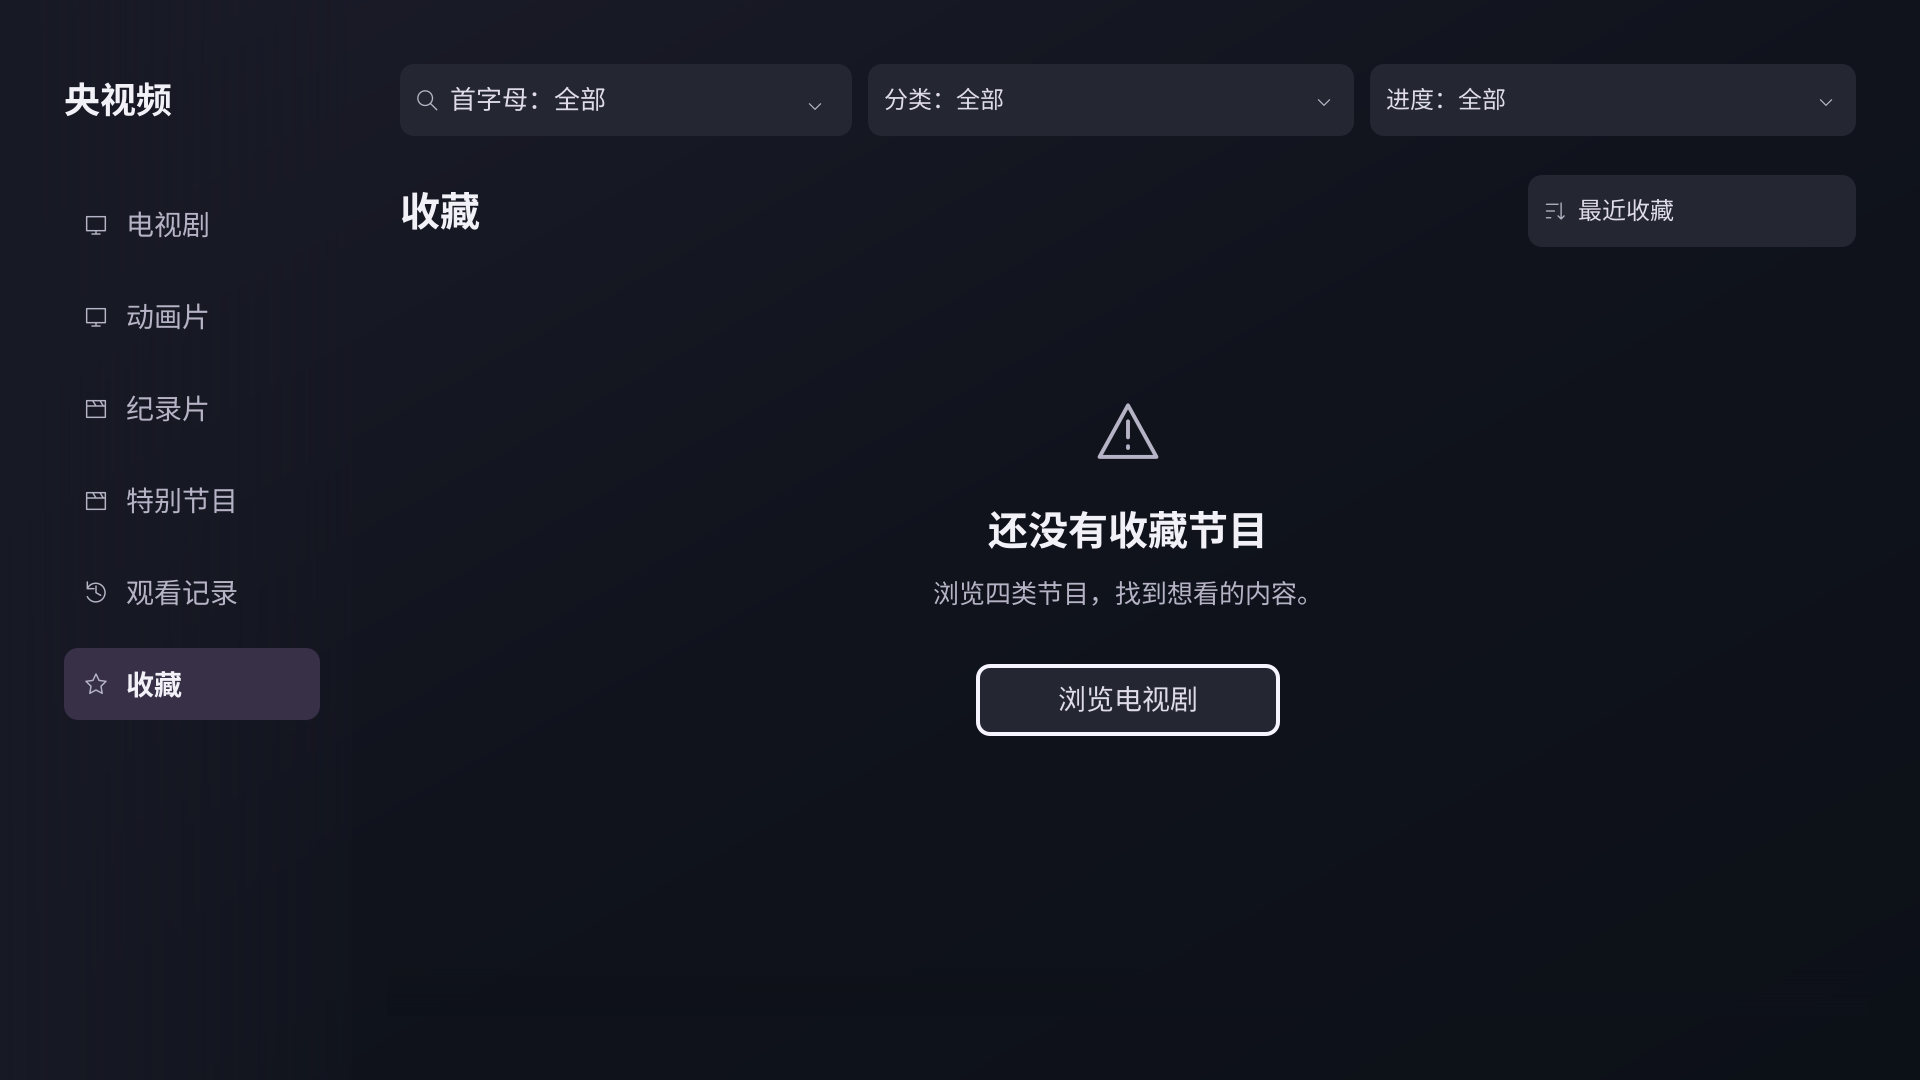 央视频
首字母：全部
分类：全部
进度：全部
电视剧
动画片
纪录片
特别节目
观看记录
收藏
收藏
最近收藏
还没有收藏节目
浏览四类节目，找到想看的内容。
浏览电视剧